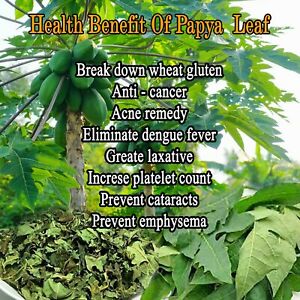 Health Benefit Of Papya Leaf
Break down wheat gluten
Anti - cancer
Acne remedy
Eliminate dengue fever
Greate laxative
Increse platelet count
Prevent cataracts
Prevent emphysema